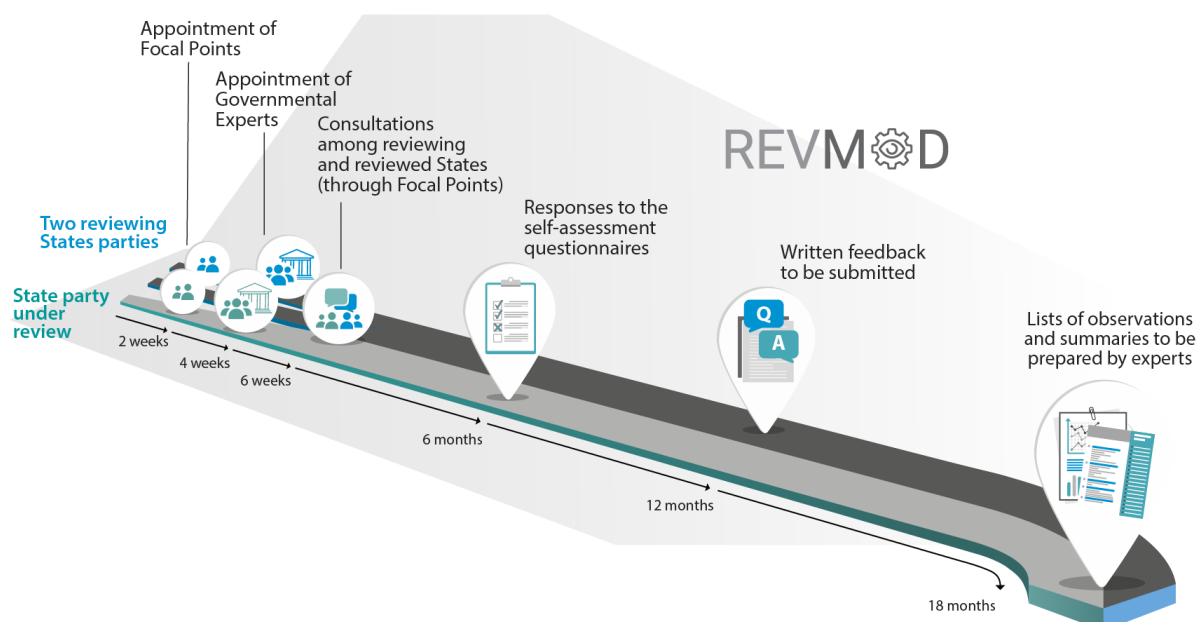 Appointment of
Focal Points
Appointment of
Governmental
Experts
Consultations
among reviewing
and reviewed States
(through Focal Points)
REVMOD
Responses to the
self-assessment
questionnaires
Written feedback
to be submitted
Lists of observations
and summaries to be
prepared by experts
Two reviewing
States parties
State party
under
review
Q
A
2 weeks
4 weeks
6 weeks
6 months
12 months
18 months